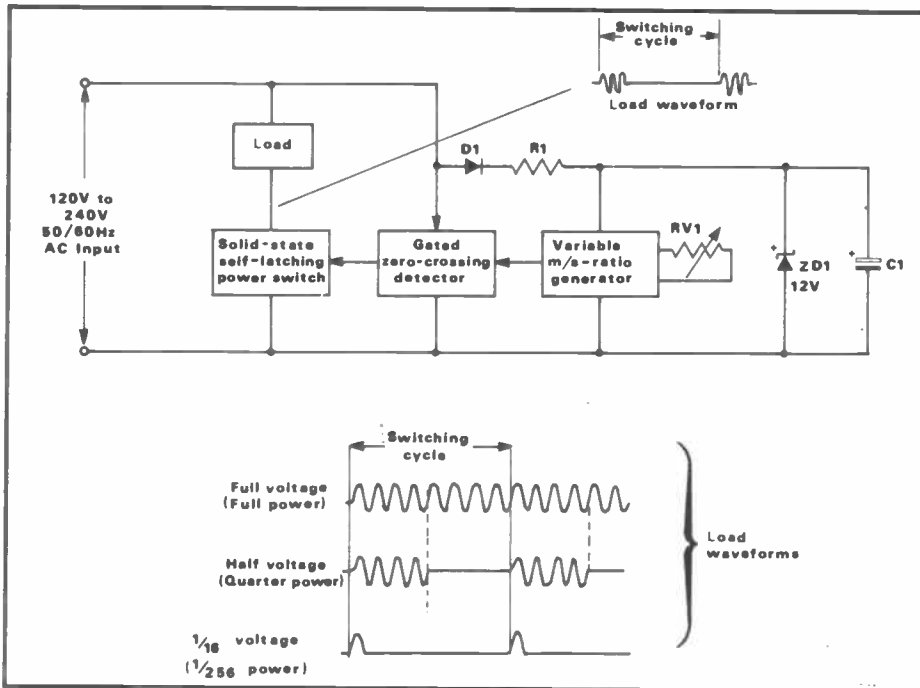 Switching
cycle
Load waveform
Load
D1
R1
120V to
240V
50/60Hz
AC Input
Solid-state
self-latching
power switch
Gated
zero-crossing
detector
Variable
m/s-ratio
generator
RV1
ZD1
12V
+
C1
Switching
cycle
Full voltage
(Full power)
Half voltage
(Quarter power)
1/16 voltage
(1/256 power)
Load
waveforms